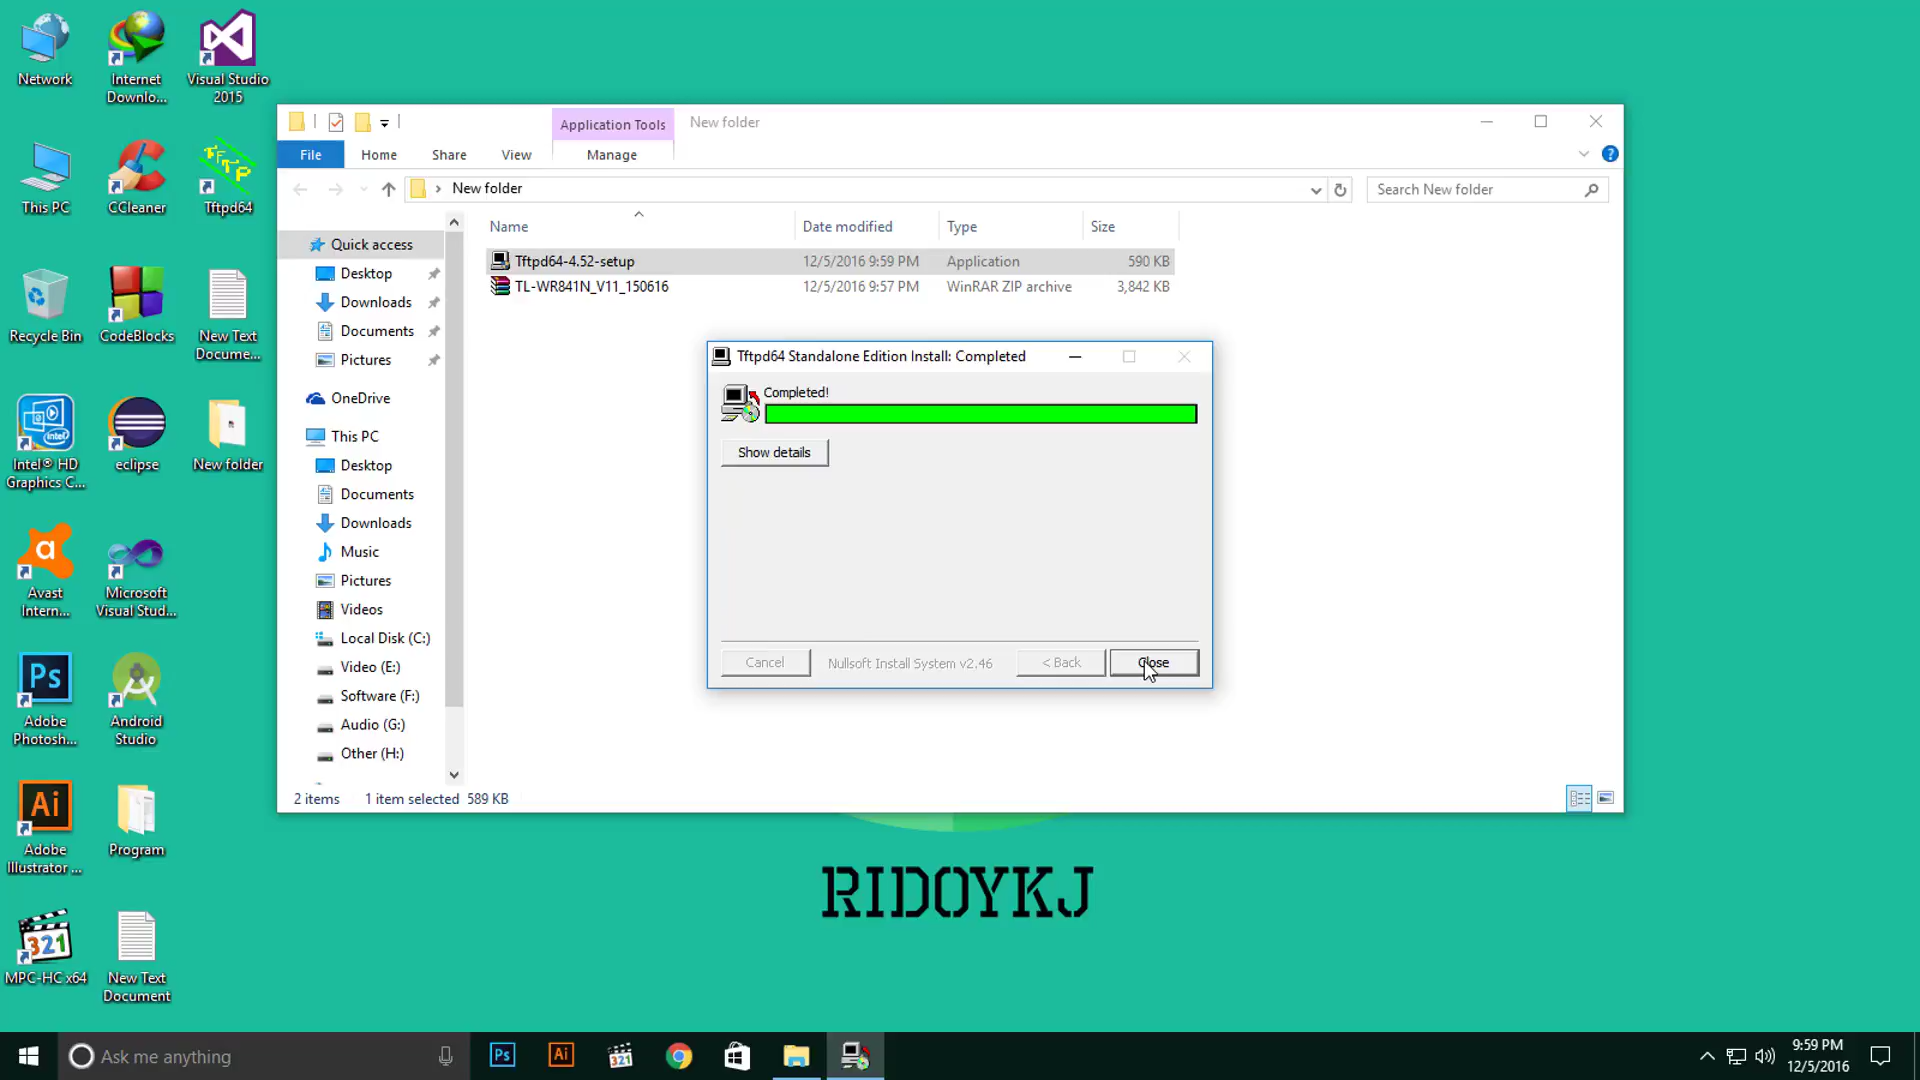 Network
Internet
Downlo...
Visual Studio
2015
This PC
CCleaner
TFTP
Tftpd64
Recycle Bin
CodeBlocks
New Text
Docume...
intel
Intel® HD
Graphics C...
eclipse
New folder
a
Avast
Intern...
Microsoft
Visual Stud...
Ps
Adobe
Photosh...
Android
Studio
Ai
Adobe
Illustrator ...
Program
321
MPC-HC x64
New Text
Document
Application Tools
New folder
File
Home
Share
View
Manage
?
New folder
Search New folder
Name
Date modified
Type
Size
Tftpd64-4.52-setup
12/5/2016 9:59 PM
Application
590 KB
TL-WR841N_V11_150616
12/5/2016 9:57 PM
WinRAR ZIP archive
3,842 KB
Quick access
Desktop
Downloads
Documents
Pictures
OneDrive
This PC
Desktop
Documents
Downloads
Music
Pictures
Videos
Local Disk (C:)
Video (E:)
Software (F:)
Audio (G:)
Other (H:)
2 items
1 item selected 589 KB
Tftpd64 Standalone Edition Install: Completed
Completed!
Show details
Cancel
Nullsoft Install System v2.46
< Back
Close
RIDOYKJ
Ask me anything
Ps
Ai
321
9:59 PM
12/5/2016